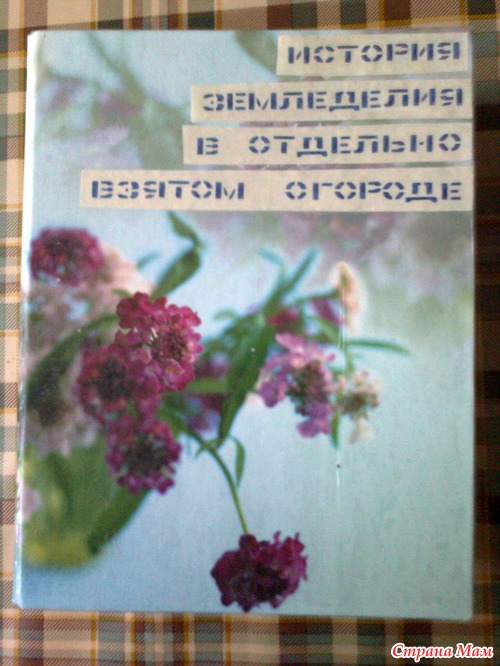 ИСТОРИЯ
ЗЕМЛЕДЕЛИЯ
В ОТДЕЛЬНО
ВЗЯТОМ ОГОРОДЕ
Страна Мам